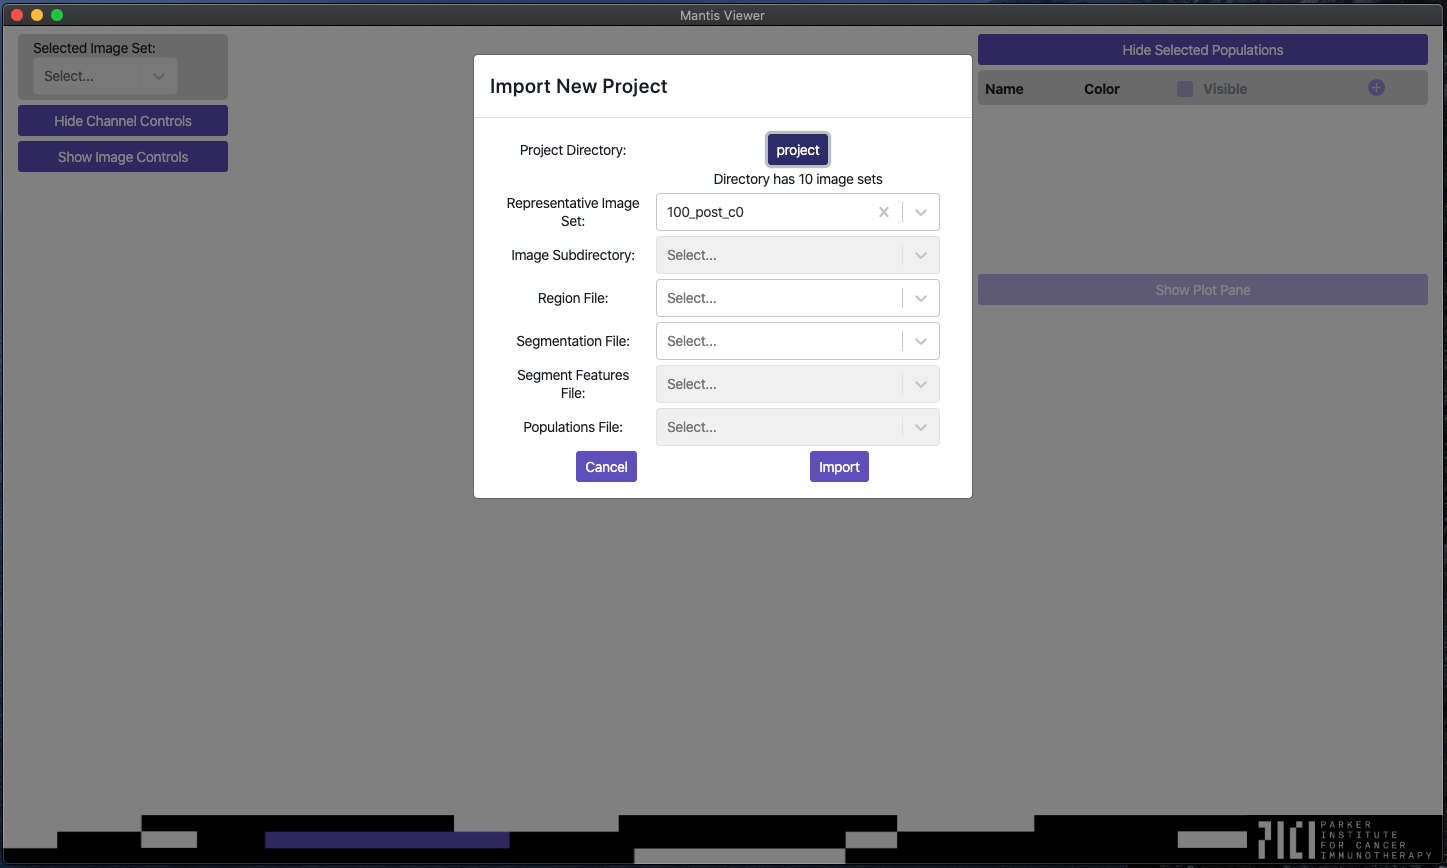 Mantis Viewer
Selected Image Set:
Select...
Hide Channel Controls
Show Image Controls
Import New Project
Project Directory:
project
Directory has 10 image sets
Representative Image
Set:
100_post_c0
Image Subdirectory:
Select...
Region File:
Select...
Segmentation File:
Select...
Segment Features
File:
Select...
Populations File:
Select...
Cancel
Import
Hide Selected Populations
Name Color Visible
Show Plot Pane
PICI
PARKER
INSTITUTE
FOR CANCER
IMMUNOTHERAPY